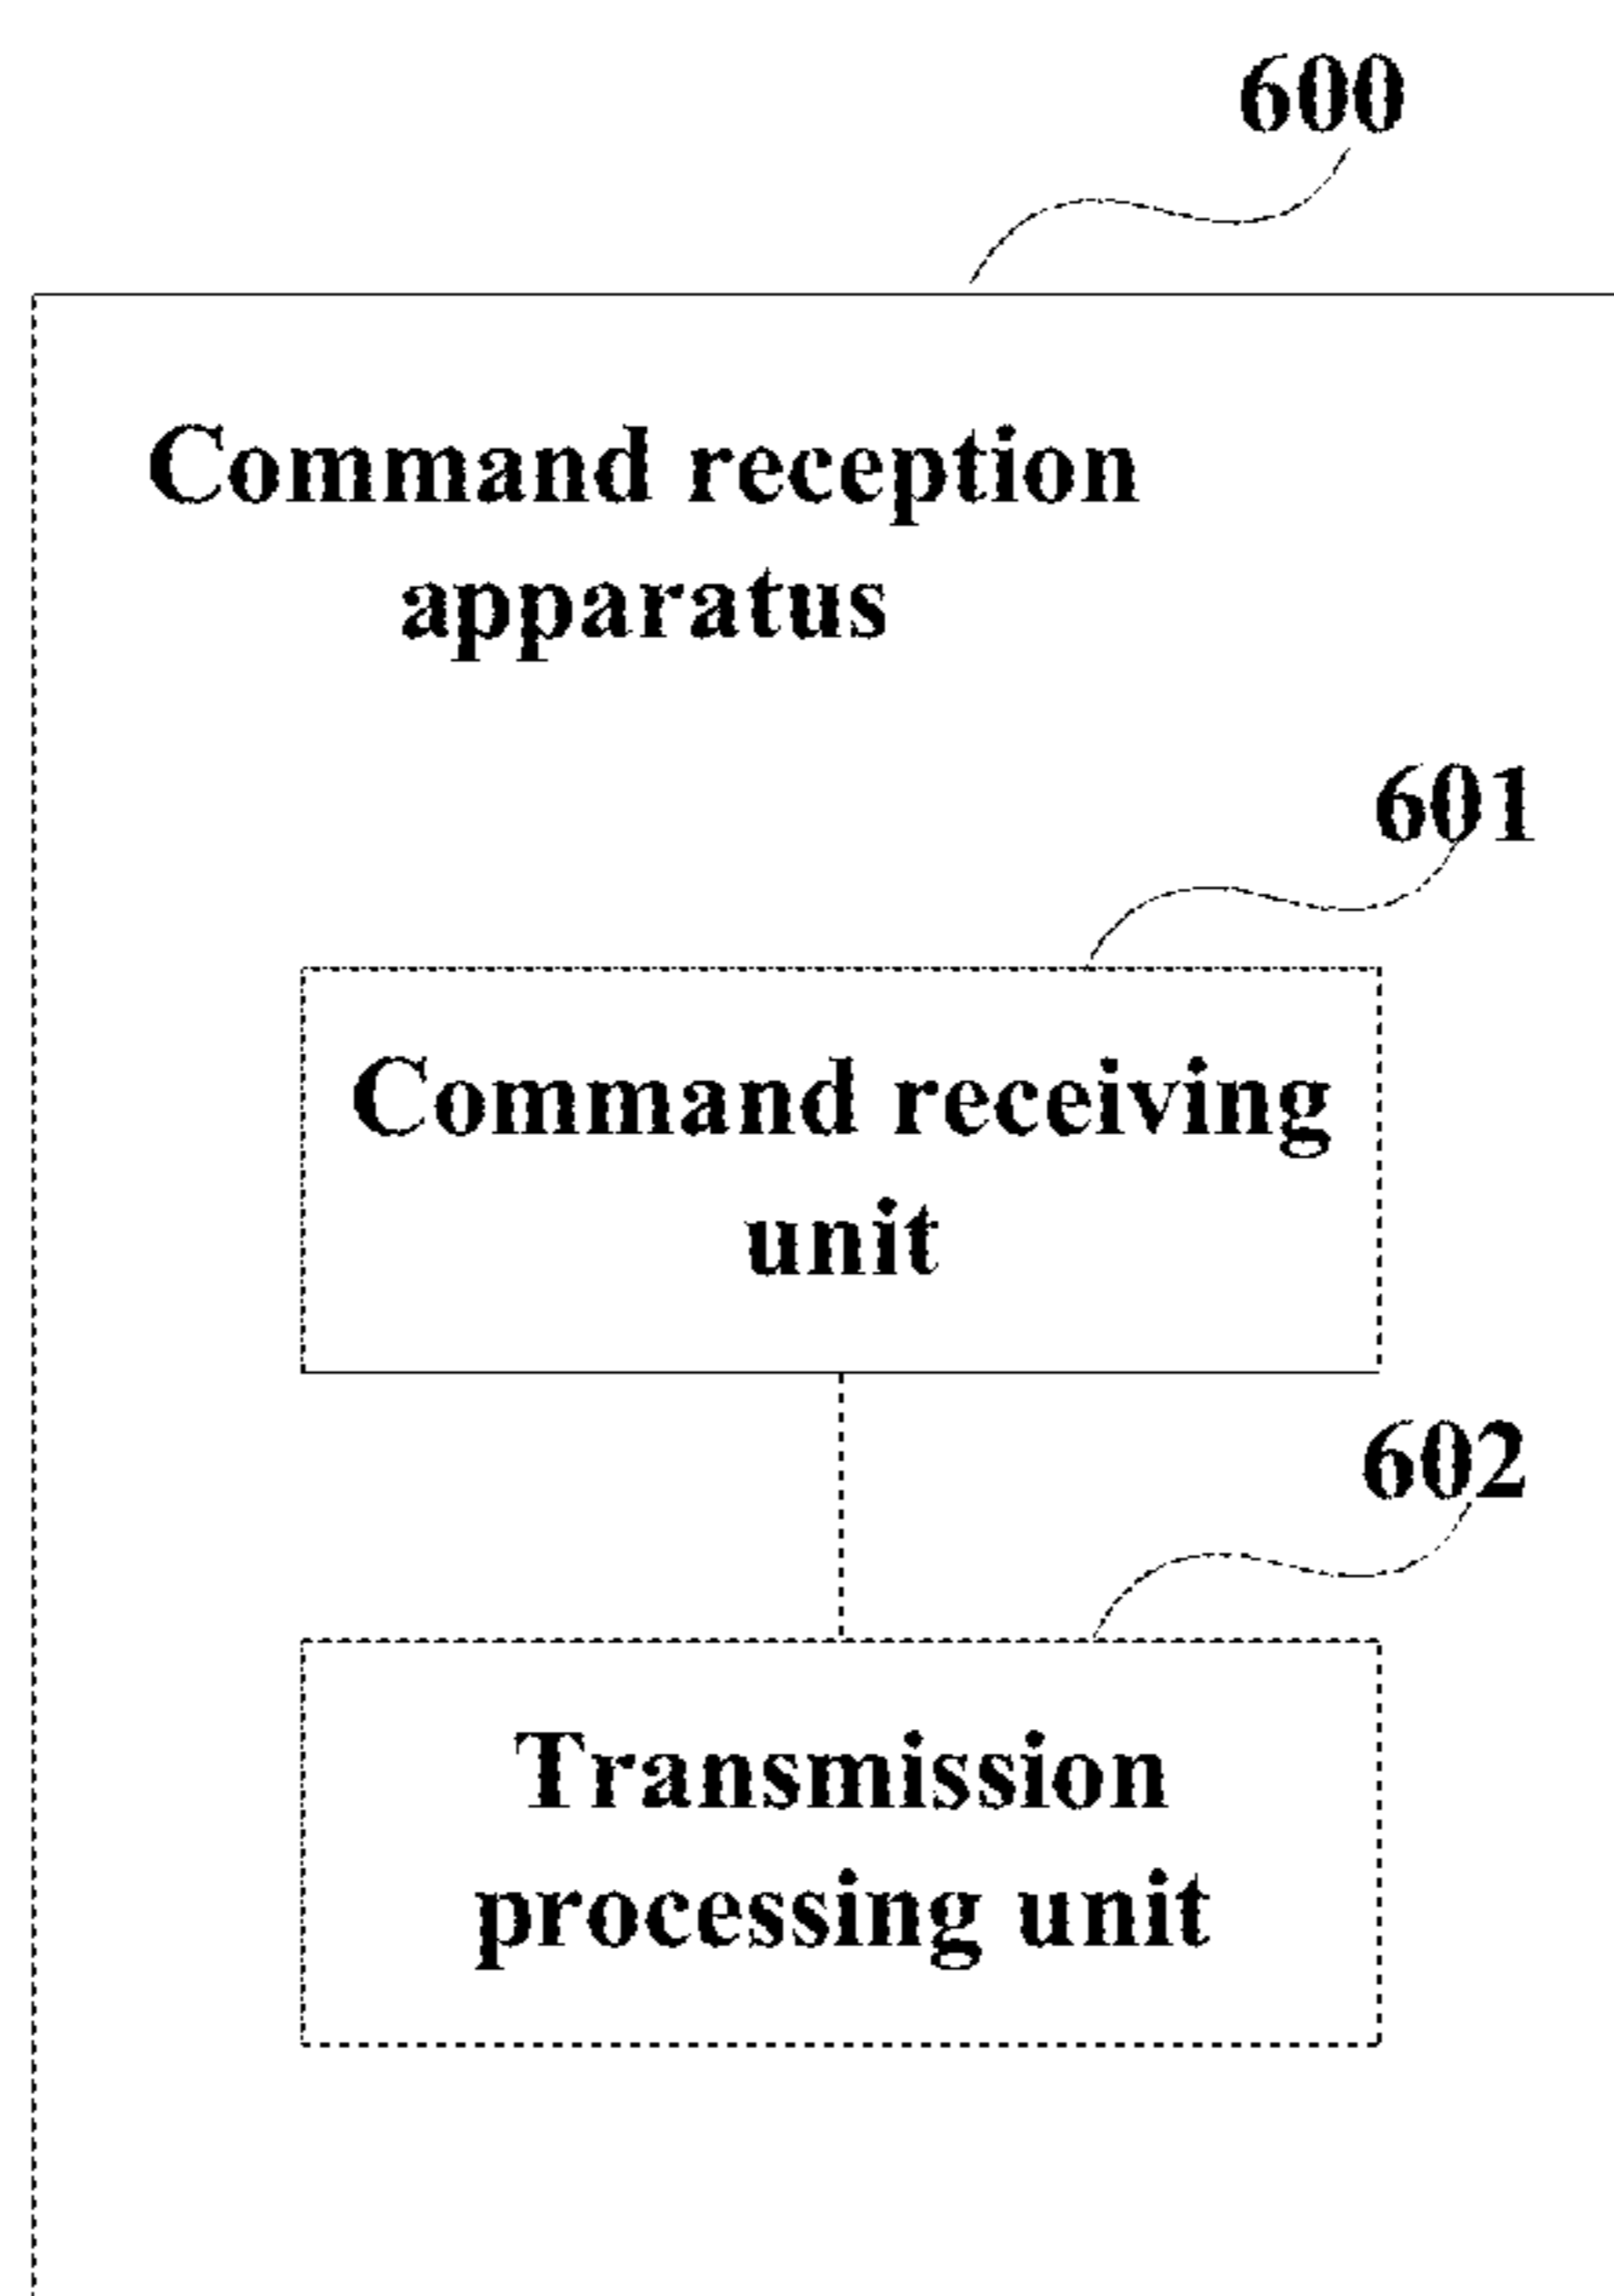 600
Command reception
apparatus
601
Command receiving
unit
602
Transmission
processing unit